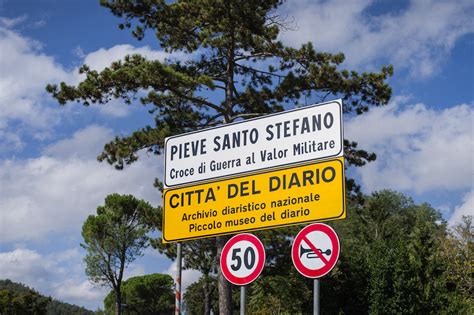 PIEVE SANTO STEFANO
Croce di Guerra al Valor Militare
CITTA' DEL DIARIO
Archivio diaristico nazionale
Piccolo museo del diario
50